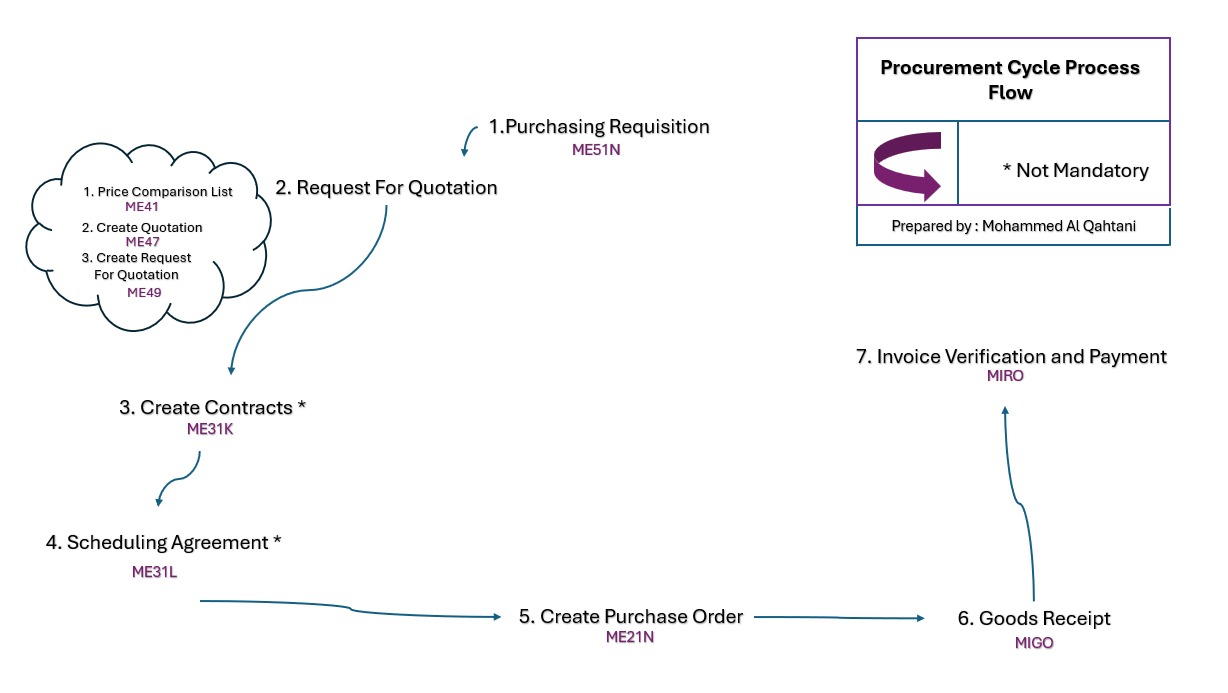 Procurement Cycle Process
Flow
* Not Mandatory
Prepared by : Mohammed Al Qahtani
1.Purchasing Requisition
ME51N
2. Request For Quotation
1. Price Comparison List
ME41
2. Create Quotation
ME47
3. Create Request
For Quotation
ME49
3. Create Contracts *
ME31K
4. Scheduling Agreement *
ME31L
5. Create Purchase Order
ME21N
6. Goods Receipt
MIGO
7. Invoice Verification and Payment
MIRO